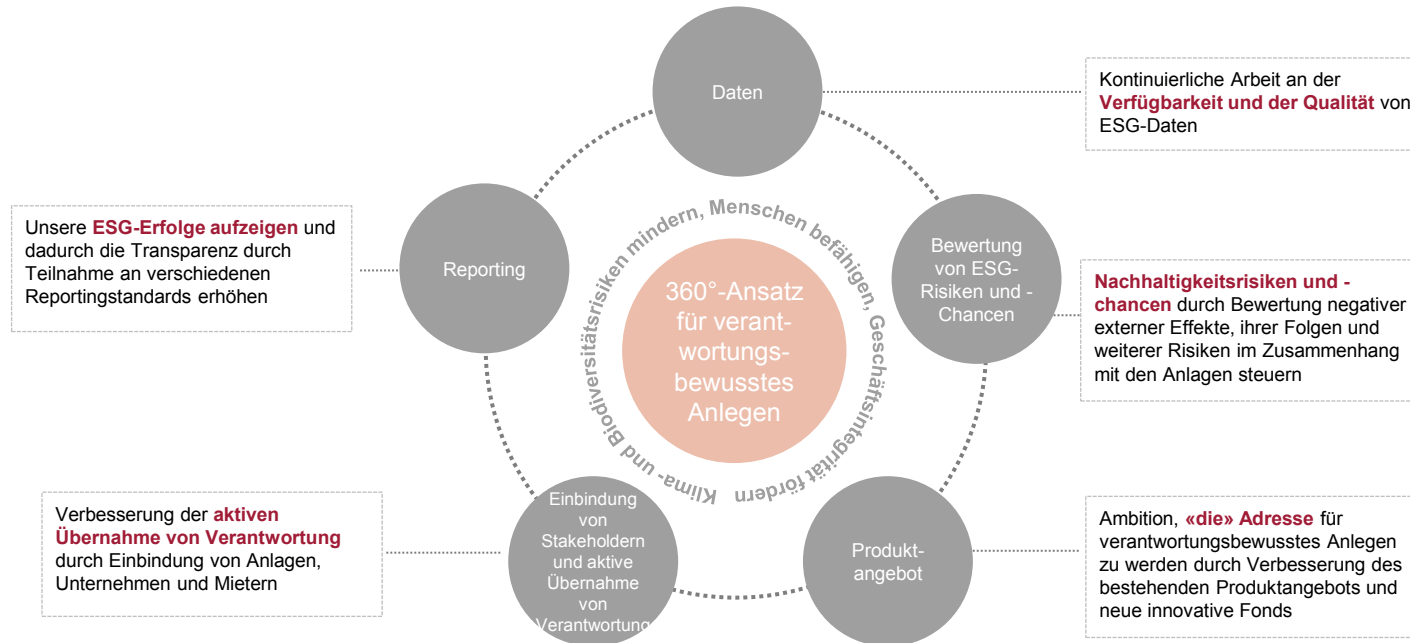 Daten
Kontinuierliche Arbeit an der
Verfügbarkeit und der Qualität von
ESG-Daten
Bewertung
von ESG-
Risiken und -
Chancen
Nachhaltigkeitsrisiken und -
chancen durch Bewertung negativer
externer Effekte, ihrer Folgen und
weiterer Risiken im Zusammenhang
mit den Anlagen steuern
Produkt-
angebot
Ambition, «die» Adresse für
verantwortungsbewusstes Anlegen
zu werden durch Verbesserung des
bestehenden Produktangebots und
neue innovative Fonds
Einbindung
von
Stakeholdern
und aktive
Übernahme
von
Verantwortung
Verbesserung der aktiven
Übernahme von Verantwortung
durch Einbindung von Anlagen,
Unternehmen und Mietern
Reporting
Unsere ESG-Erfolge aufzeigen und
dadurch die Transparenz durch
Teilnahme an verschiedenen
Reportingstandards erhöhen
Klima- und Biodiversitätsrisiken mindern, Menschen befähigen, Geschäftsintegrität fördern
360°-Ansatz
für verant-
wortungs-
bewusstes
Anlegen